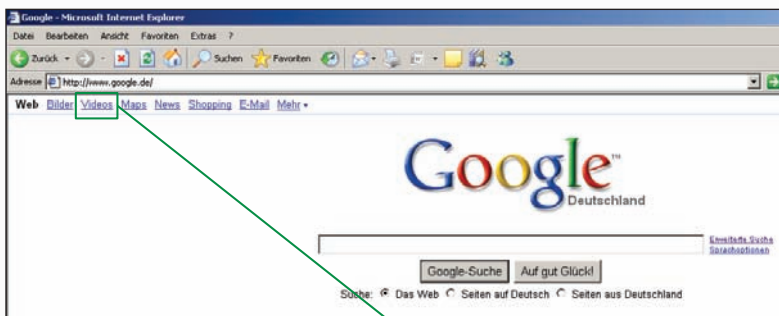 Google - Microsoft Internet Explorer
Datei Bearbeiten Ansicht Favoriten Extras ?
Zurück Suchen Favoriten
Adresse http://www.google.de/
Web Bilder Videos Maps News Shopping E-Mail Mehr
Google™
Deutschland
Erweiterte Suche
Sprachoptionen
Google-Suche Auf gut Glück!
Suche: Das Web Seiten auf Deutsch Seiten aus Deutschland